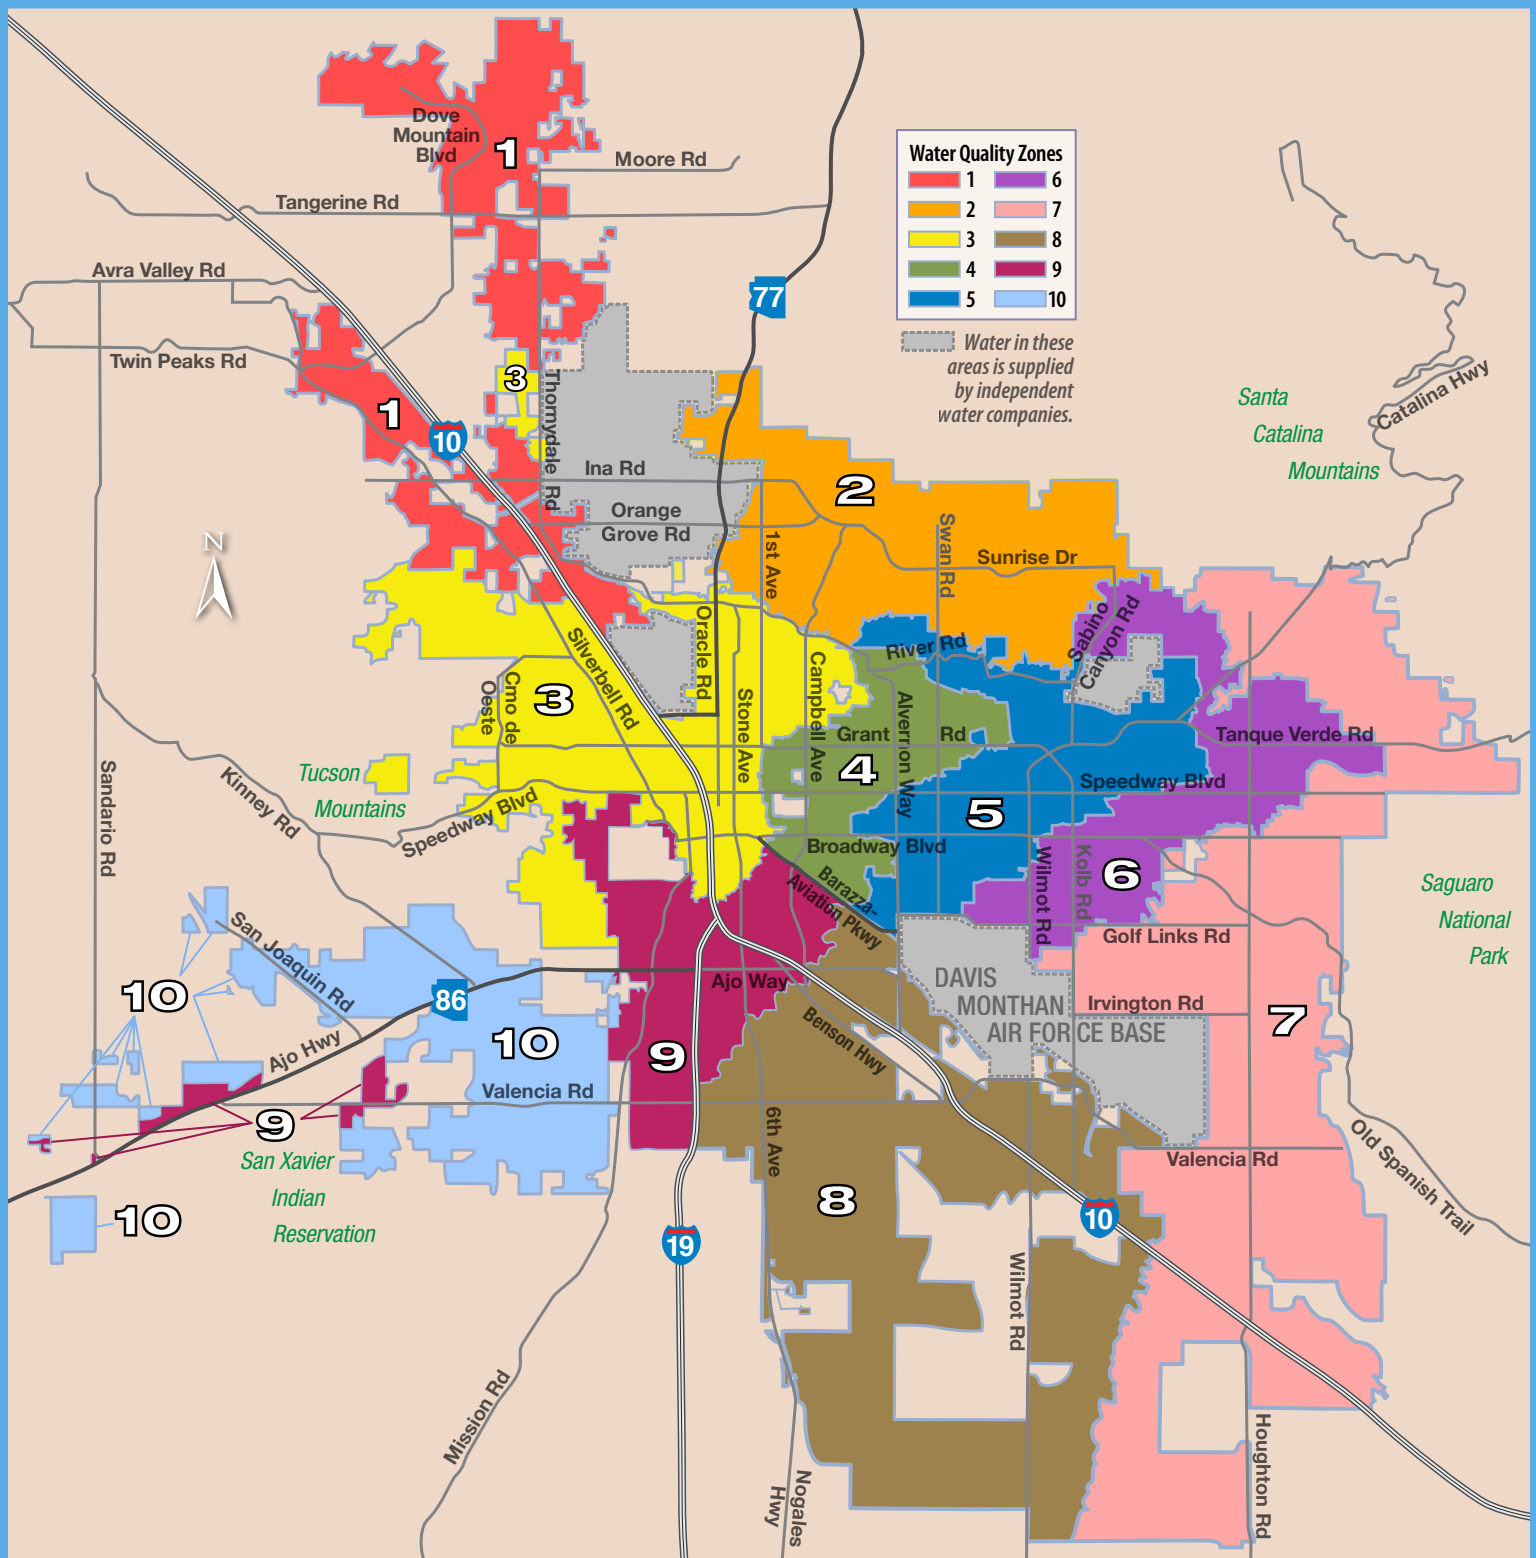 Dove
Mountain
Blvd
1
Moore Rd
Tangerine Rd
Avra Valley Rd
Twin Peaks Rd
77
Water Quality Zones
1 6
2 7
3 8
4 9
5 10
Water in these
areas is supplied
by independent
water companies.
3
Thornydale Rd
1
10
Ina Rd
Orange
Grove Rd
2
Santa
Catalina
Mountains
Catalina Hwy
N
1st Ave
Swan Rd
Sunrise Dr
Sabino
Canyon Rd
River Rd
Oracle Rd
Silverbell Rd
Cmo de
Oeste
3
Stone Ave
Campbell Ave
Alvernon Way
Grant Rd
4
Tanque Verde Rd
Speedway Blvd
5
Tucson
Mountains
Kinney Rd
Sandario Rd
Speedway Blvd
Broadway Blvd
Barazza-
Aviation Pkwy
Wilmot Rd
Kolb Rd
6
Golf Links Rd
Saguaro
National
Park
San Joaquin Rd
10
86
Ajo Way
DAVIS
MONTHAN
AIR FORCE BASE
Irvington Rd
7
Ajo Hwy
10
9
Benson Hwy
Valencia Rd
9
San Xavier
Indian
Reservation
10
6th Ave
8
Valencia Rd
Old Spanish Trail
10
19
Wilmot Rd
Mission Rd
Nogales
Hwy
Houghton Rd